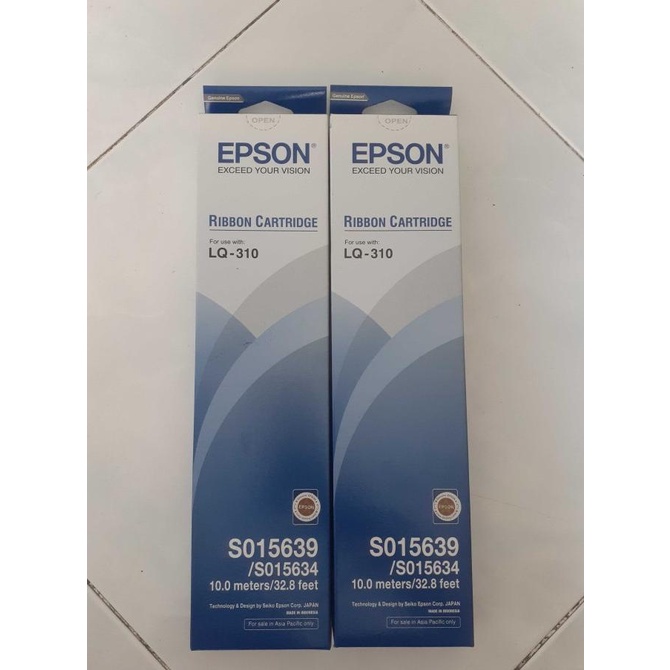 Genuine Epson
OPEN
EPSON®
EXCEED YOUR VISION
RIBBON CARTRIDGE
For use with:
LQ-310
EPSON
S015639
/S015634
10.0 meters/32.8 feet
Technology & Design by Seiko Epson Corp. JAPAN
MADE IN INDONESIA
For sale in Asia Pacific only
Genuine Epson
OPEN
EPSON®
EXCEED YOUR VISION
RIBBON CARTRIDGE
For use with:
LQ-310
EPSON
S015639
/S015634
10.0 meters/32.8 feet
Technology & Design by Seiko Epson Corp. JAPAN
MADE IN INDONESIA
For sale in Asia Pacific only